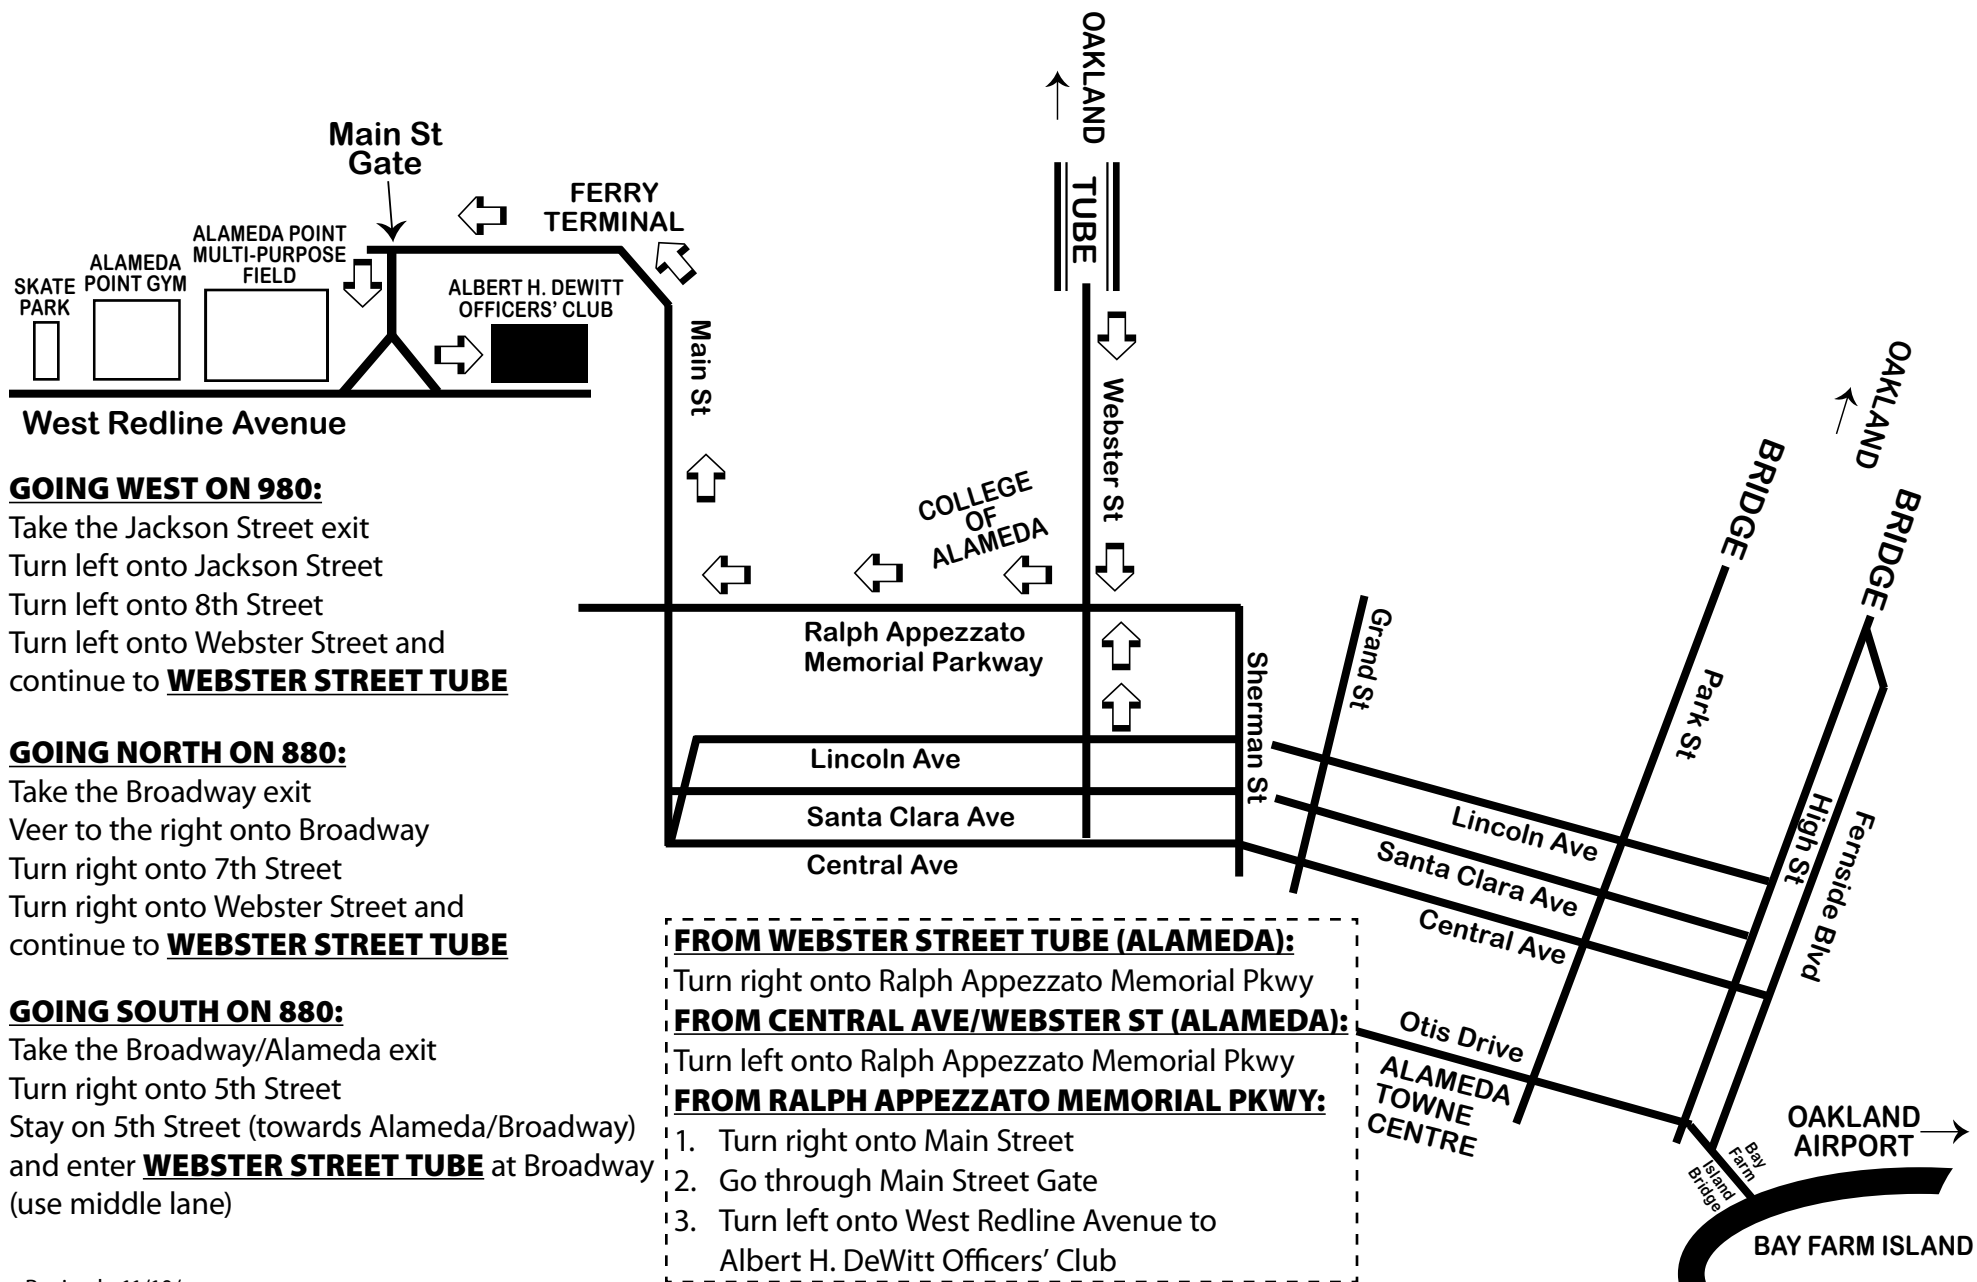 OAKLAND
TUBE
Main St
Gate
FERRY
TERMINAL
ALAMEDA POINT
MULTI-PURPOSE
FIELD
ALAMEDA
POINT GYM
SKATE
PARK
ALBERT H. DEWITT
OFFICERS' CLUB
Main St
Webster St
West Redline Avenue
COLLEGE
OF
ALAMEDA
OAKLAND
BRIDGE
BRIDGE
Ralph Appezzato
Memorial Parkway
Sherman St
Grand St
Park St
High St
Fernside Blvd
Lincoln Ave
Santa Clara Ave
Central Ave
Lincoln Ave
Santa Clara Ave
Central Ave
Otis Drive
ALAMEDA
TOWNE
CENTRE
OAKLAND
AIRPORT
Bay
Farm
Island
Bridge
BAY FARM ISLAND
GOING WEST ON 980:
Take the Jackson Street exit
Turn left onto Jackson Street
Turn left onto 8th Street
Turn left onto Webster Street and
continue to WEBSTER STREET TUBE
GOING NORTH ON 880:
Take the Broadway exit
Veer to the right onto Broadway
Turn right onto 7th Street
Turn right onto Webster Street and
continue to WEBSTER STREET TUBE
GOING SOUTH ON 880:
Take the Broadway/Alameda exit
Turn right onto 5th Street
Stay on 5th Street (towards Alameda/Broadway)
and enter WEBSTER STREET TUBE at Broadway
(use middle lane)
FROM WEBSTER STREET TUBE (ALAMEDA):
Turn right onto Ralph Appezzato Memorial Pkwy
FROM CENTRAL AVE/WEBSTER ST (ALAMEDA):
Turn left onto Ralph Appezzato Memorial Pkwy
FROM RALPH APPEZZATO MEMORIAL PKWY:
1. Turn right onto Main Street
2. Go through Main Street Gate
3. Turn left onto West Redline Avenue to
Albert H. DeWitt Officers' Club